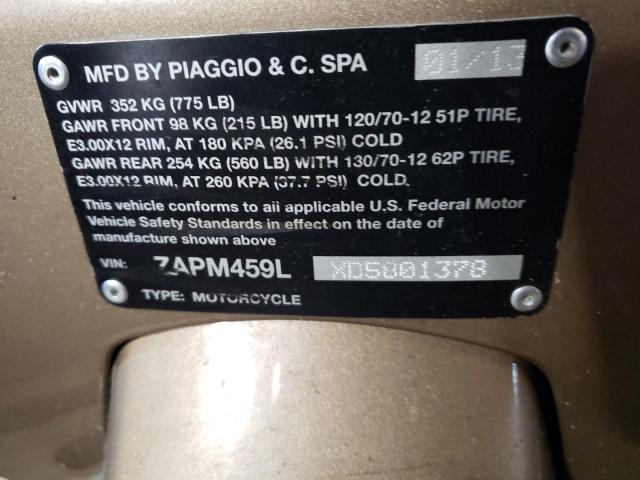 MFD BY PIAGGIO & C. SPA 01/13
GVWR 352 KG (775 LB)
GAWR FRONT 98 KG (215 LB) WITH 120/70-12 51P TIRE,
E3.00X12 RIM, AT 180 KPA (26.1 PSI) COLD
GAWR REAR 254 KG (560 LB) WITH 130/70-12 62P TIRE,
E3.00X12 RIM, AT 260 KPA (37.7 PSI) COLD.
This vehicle conforms to all applicable U.S. Federal Motor
Vehicle Safety Standards in effect on the date of
manufacture shown above
VIN: ZAPM459L XD5801378
TYPE: MOTORCYCLE